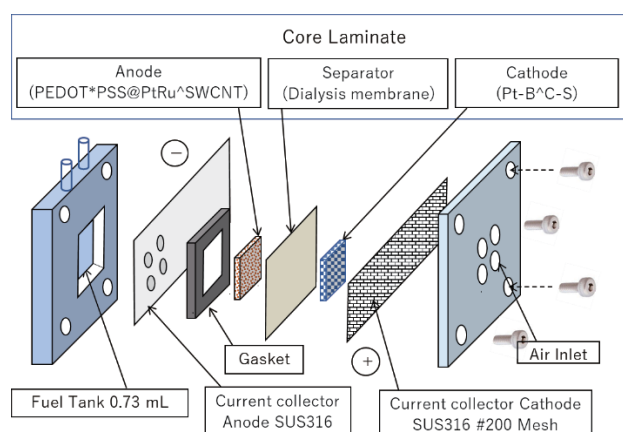 Core Laminate
Anode
(PEDOT*PSS@PtRu^SWCNT)
Separator
(Dialysis membrane)
Cathode
(Pt-B^C-S)
−
+
Gasket
Air Inlet
Fuel Tank 0.73 mL
Current collector
Anode SUS316
Current collector Cathode
SUS316 #200 Mesh